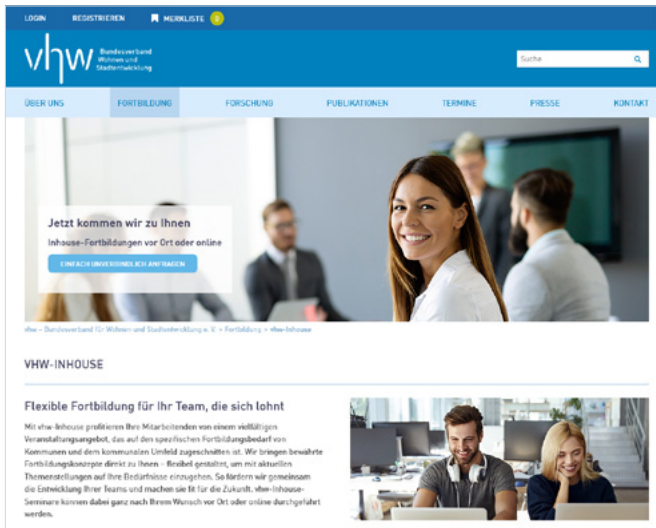 LOGIN REGISTRIEREN MERKLISTE 0
vhw Bundesverband
Wohnen und
Stadtentwicklung
Suche
ÜBER UNS FORTBILDUNG FORSCHUNG PUBLIKATIONEN TERMINE PRESSE KONTAKT
Jetzt kommen wir zu Ihnen
Inhouse-Fortbildungen vor Ort oder online
EINFACH UNVERBINDLICH ANFRAGEN
vhw – Bundesverband für Wohnen und Stadtentwicklung e. V. > Fortbildung > vhw-Inhouse
VHW-INHOUSE
Flexible Fortbildung für Ihr Team, die sich lohnt
Mit vhw-Inhouse profitieren Ihre Mitarbeitenden von einem vielfältigen
Veranstaltungsangebot, das auf den spezifischen Fortbildungsbedarf von
Kommunen und dem kommunalen Umfeld zugeschnitten ist. Wir bringen bewährte
Fortbildungskonzepte direkt zu Ihnen – flexibel gestaltet, um mit aktuellen
Themenstellungen auf Ihre Bedürfnisse einzugehen. So fördern wir gemeinsam
die Entwicklung Ihrer Teams und machen sie fit für die Zukunft. vhw-Inhouse-
Seminare können dabei ganz nach Ihrem Wunsch vor Ort oder online durchgeführt
werden.